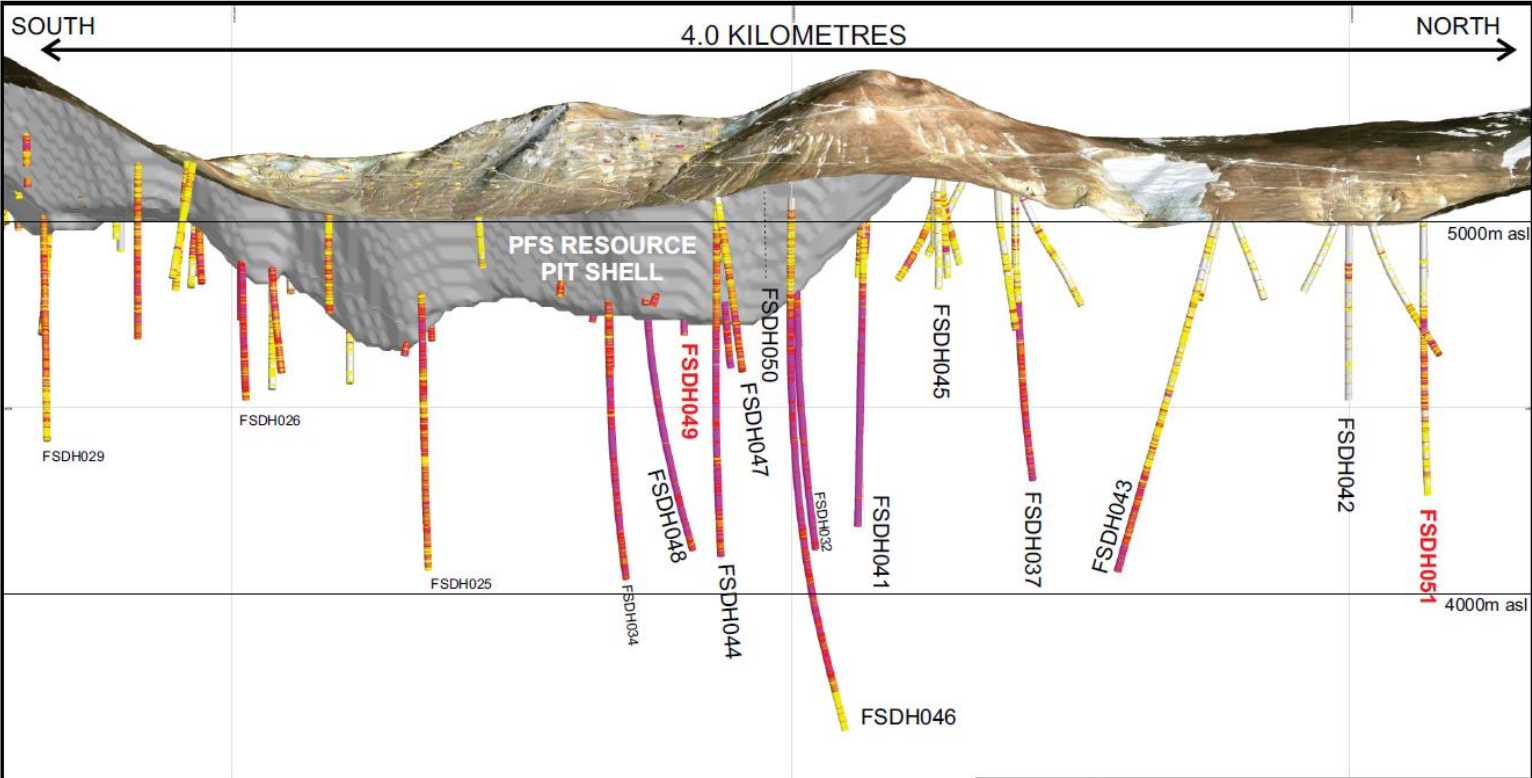 SOUTH
4.0 KILOMETRES
NORTH
5000m asl
PFS RESOURCE
PIT SHELL
FSDH050
FSDH045
FSDH049
FSDH047
FSDH026
FSDH029
FSDH048
FSDH032
FSDH041
FSDH037
FSDH043
FSDH042
FSDH051
FSDH025
FSDH034
FSDH044
4000m asl
FSDH046